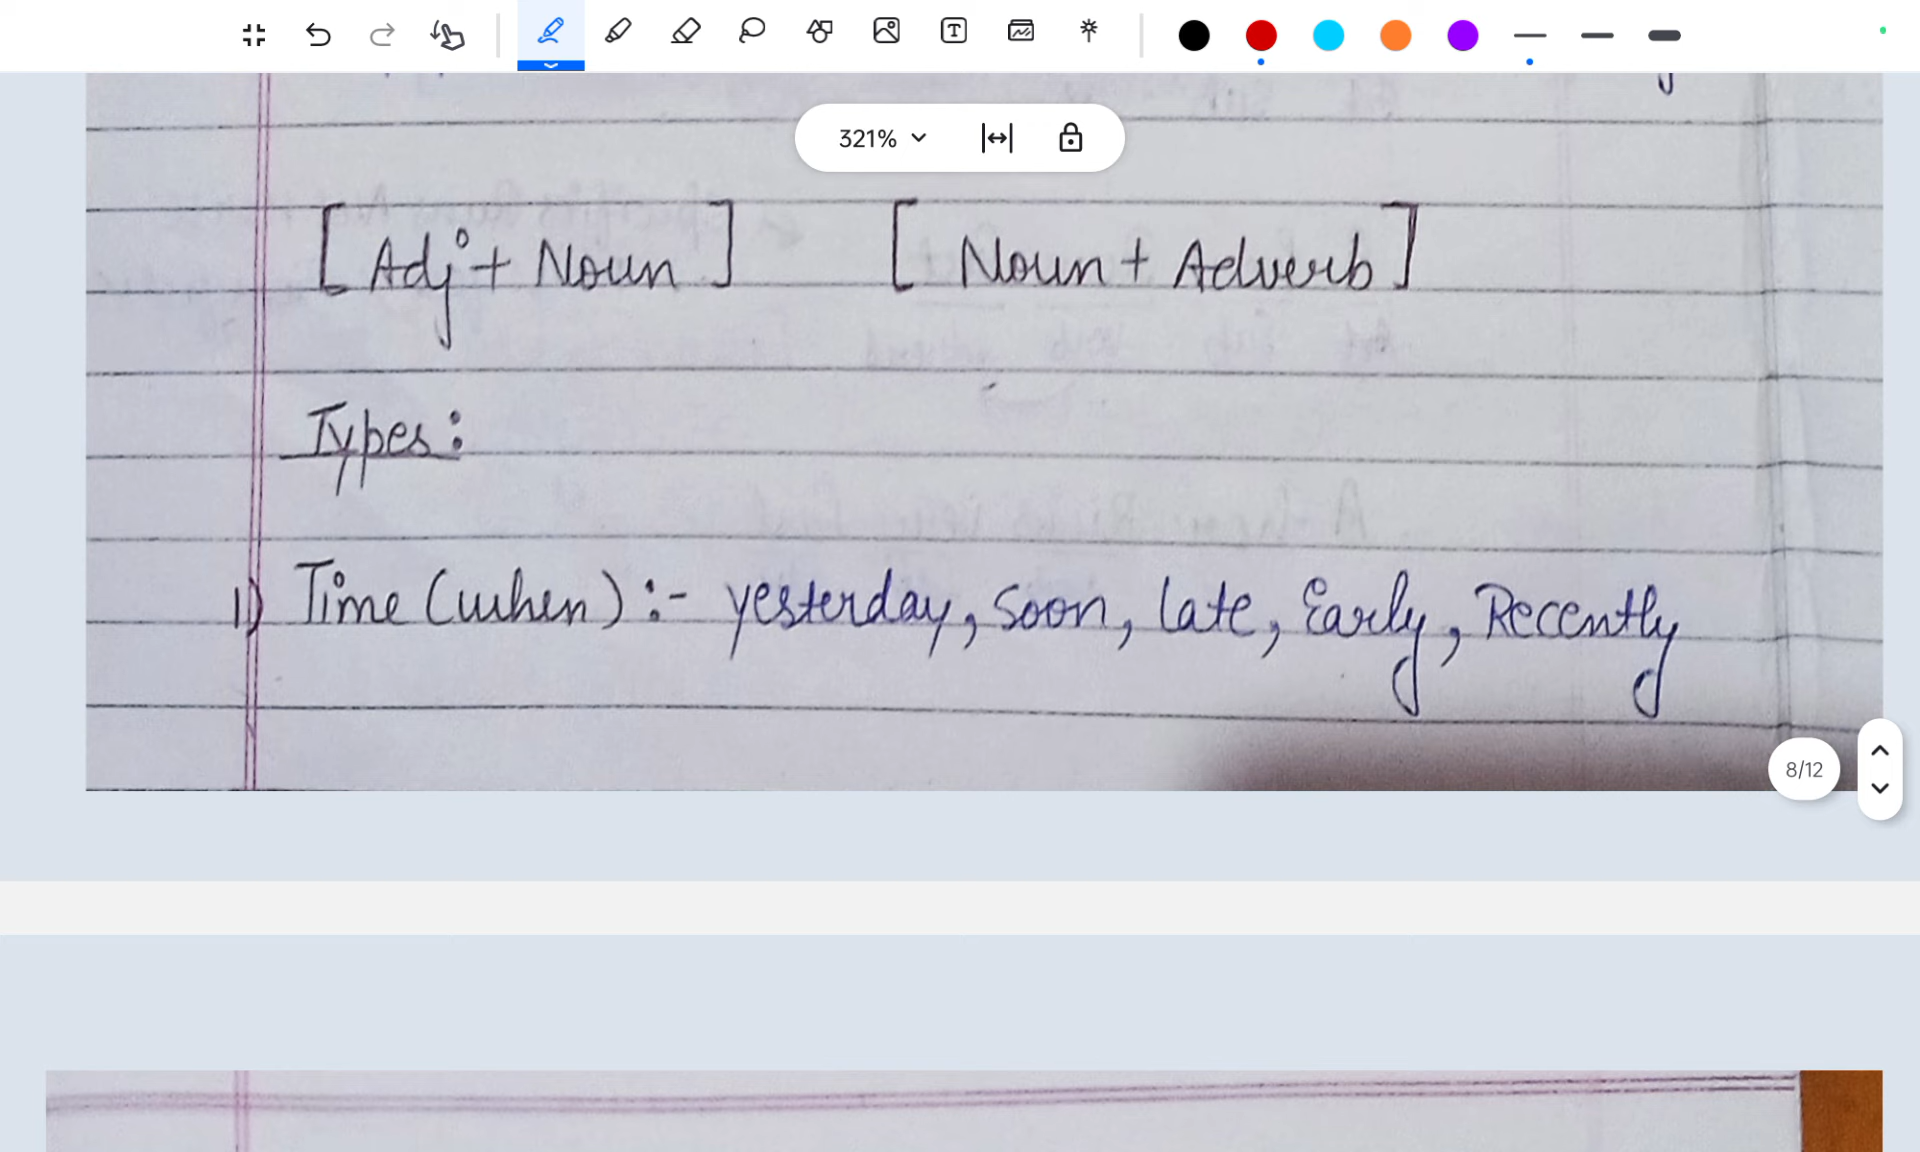 321%
[ Adj + Noun ] [ Noun + Adverb ]
Types:
1) Time (when) :- yesterday, Soon, late, Early, Recently
8/12